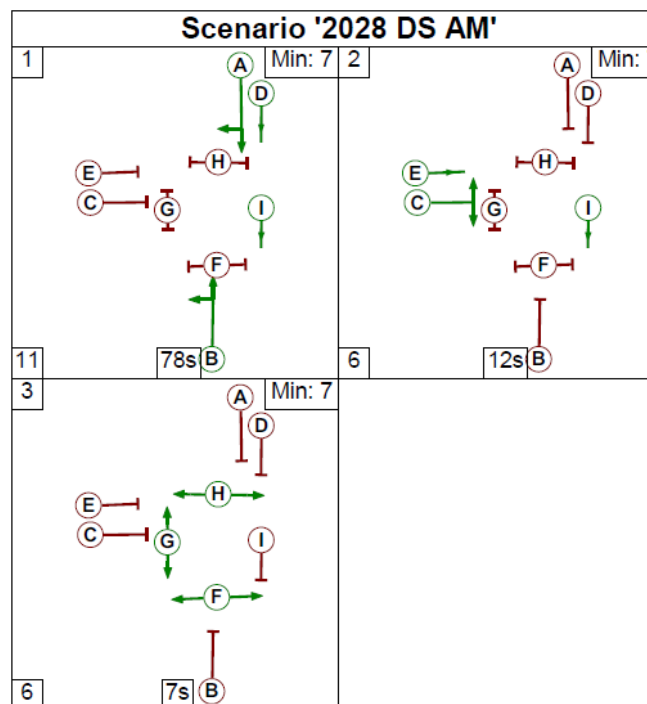 Scenario '2028 DS AM'
1
Min: 7
A
D
H
E
C
G
I
F
B
11
78s
2
Min:
A
D
H
E
C
G
I
F
B
6
12s
3
Min: 7
A
D
H
E
C
G
I
F
B
6
7s